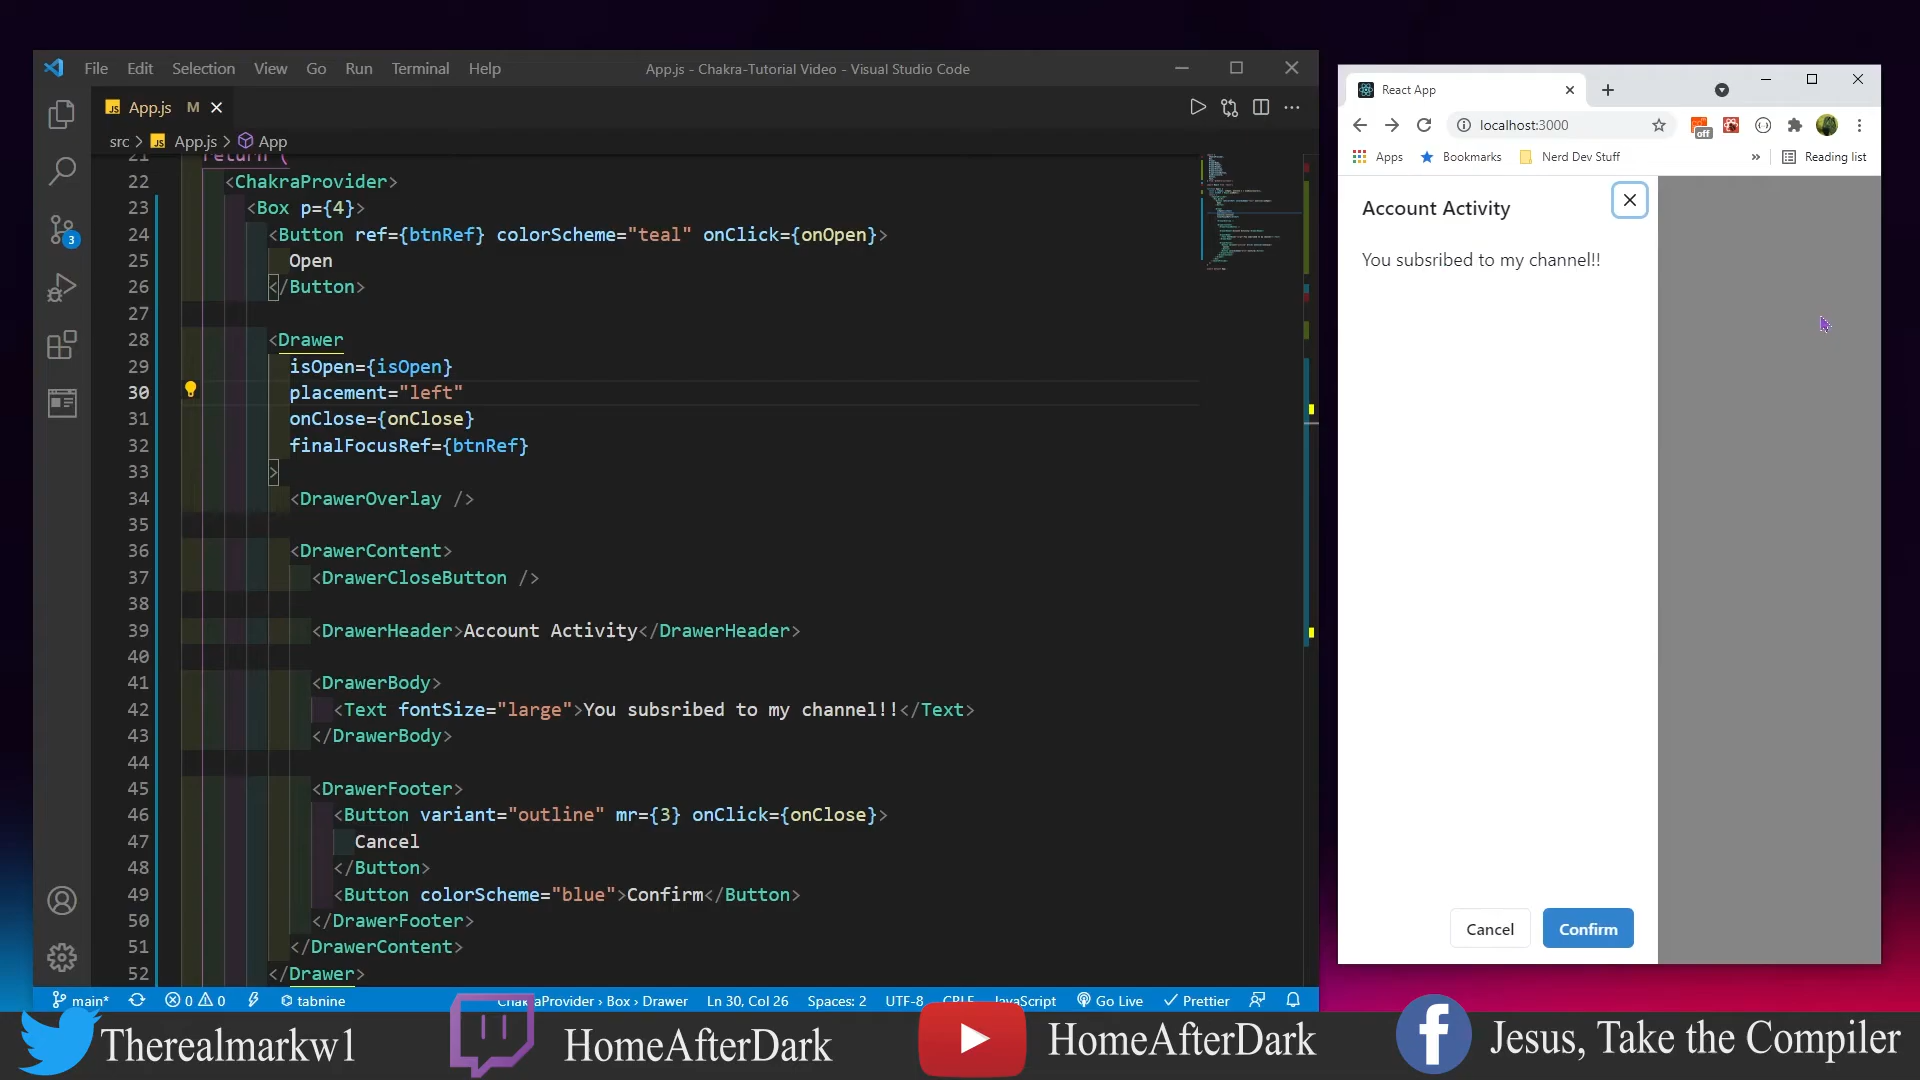 File Edit Selection View Go Run Terminal Help
App.js - Chakra-Tutorial Video - Visual Studio Code
App.js M
src > App.js > App
21 return (
22 <ChakraProvider>
23 <Box p={4}>
24 <Button ref={btnRef} colorScheme="teal" onClick={onOpen}>
25 Open
26 </Button>
27
28 <Drawer
29 isOpen={isOpen}
30 placement="left"
31 onClose={onClose}
32 finalFocusRef={btnRef}
33 >
34 <DrawerOverlay />
35
36 <DrawerContent>
37 <DrawerCloseButton />
38
39 <DrawerHeader>Account Activity</DrawerHeader>
40
41 <DrawerBody>
42 <Text fontSize="large">You subsribed to my channel!!</Text>
43 </DrawerBody>
44
45 <DrawerFooter>
46 <Button variant="outline" mr={3} onClick={onClose}>
47 Cancel
48 </Button>
49 <Button colorScheme="blue">Confirm</Button>
50 </DrawerFooter>
51 </DrawerContent>
52 </Drawer>
3
main* 0 0 tabnine ChakraProvider › Box › Drawer Ln 30, Col 26 Spaces: 2 UTF-8 CRLF JavaScript Go Live Prettier
React App
localhost:3000
off
Apps Bookmarks Nerd Dev Stuff » Reading list
Account Activity
You subsribed to my channel!!
Cancel Confirm
Therealmarkw1 HomeAfterDark HomeAfterDark Jesus, Take the Compiler